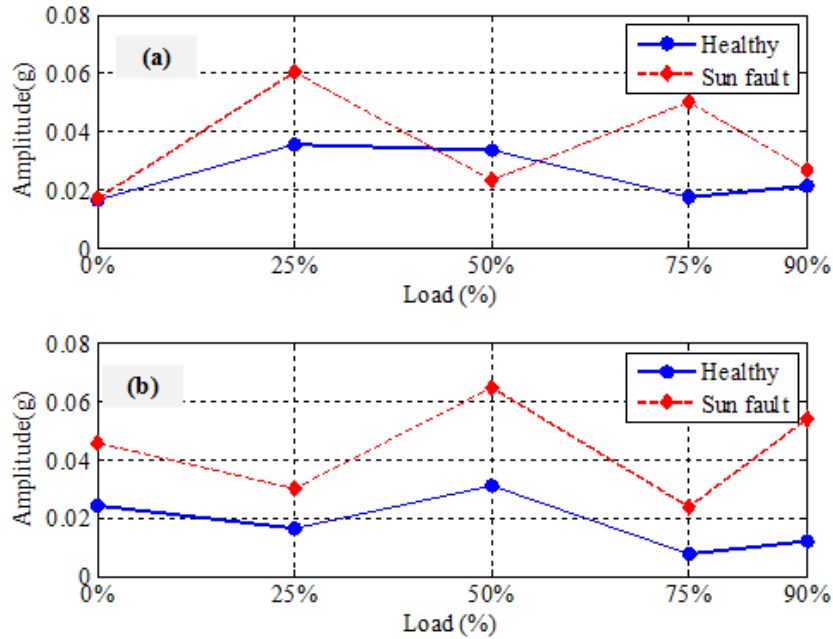 0.08
0.06
0.04
0.02
0
Amplitude(g)
(a)
Healthy
Sun fault
0% 25% 50% 75% 90%
Load (%)
0.08
0.06
0.04
0.02
0
Amplitude(g)
(b)
Healthy
Sun fault
0% 25% 50% 75% 90%
Load (%)